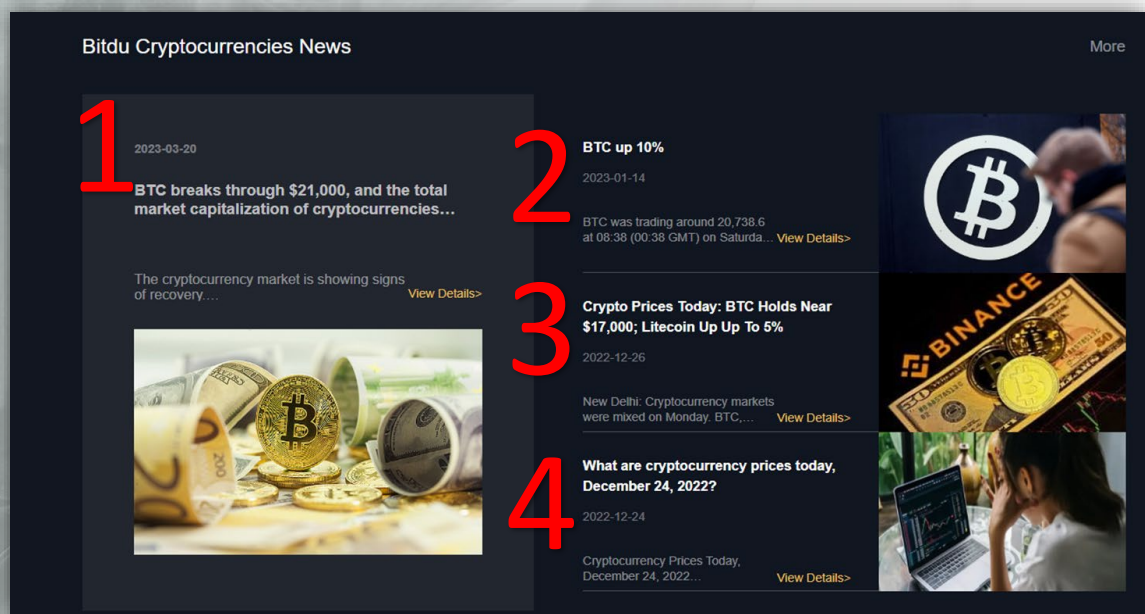 Bitdu Cryptocurrencies News
More
1
2023-03-20
BTC breaks through $21,000, and the total
market capitalization of cryptocurrencies...
The cryptocurrency market is showing signs
of recovery....
View Details>
2
BTC up 10%
2023-01-14
BTC was trading around 20,738.6
at 08:38 (00:38 GMT) on Saturda... View Details>
3
Crypto Prices Today: BTC Holds Near
$17,000; Litecoin Up Up To 5%
2022-12-26
New Delhi: Cryptocurrency markets
were mixed on Monday. BTC,... View Details>
BINANCE
50
4
What are cryptocurrency prices today,
December 24, 2022?
2022-12-24
Cryptocurrency Prices Today,
December 24, 2022... View Details>
20
200